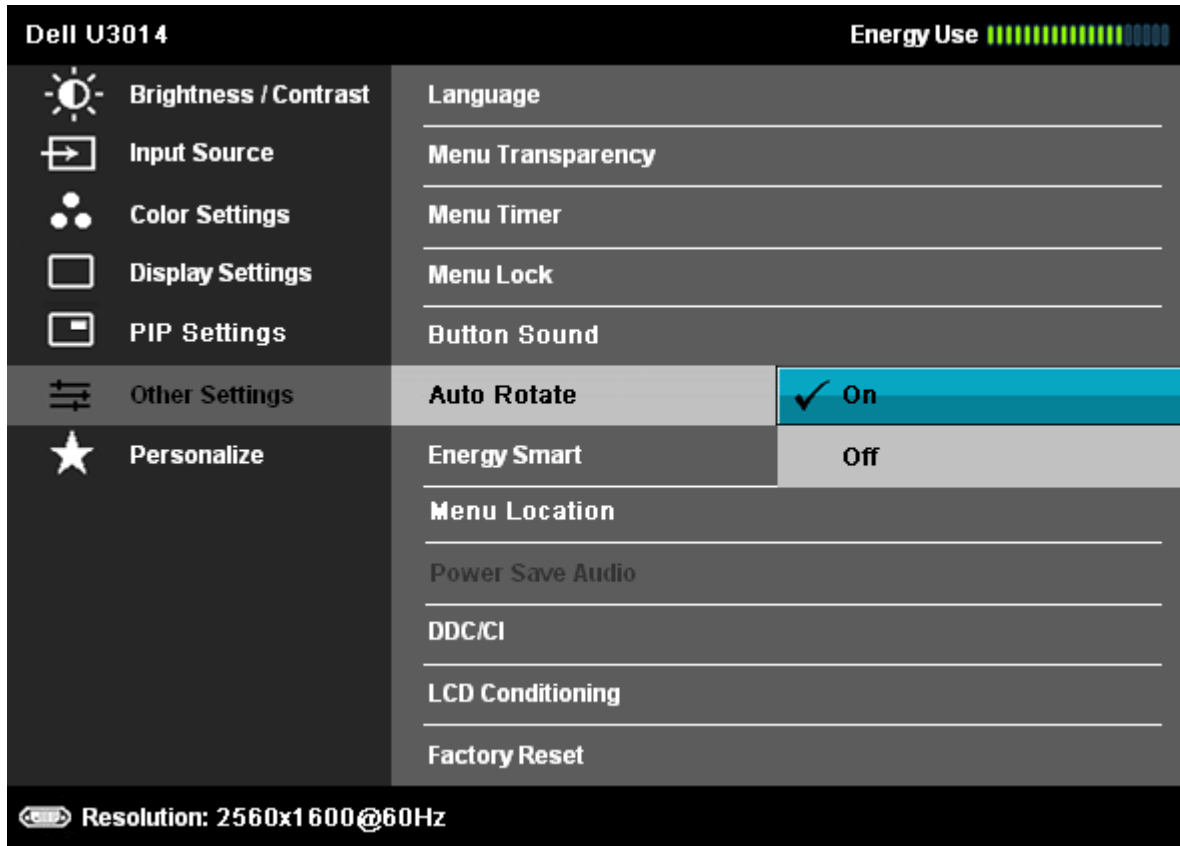 Dell U3014
Energy Use
Brightness / Contrast
Input Source
Color Settings
Display Settings
PIP Settings
Other Settings
Personalize
Language
Menu Transparency
Menu Timer
Menu Lock
Button Sound
Auto Rotate
On
Off
Energy Smart
Menu Location
Power Save Audio
DDC/CI
LCD Conditioning
Factory Reset
Resolution: 2560x1600@60Hz